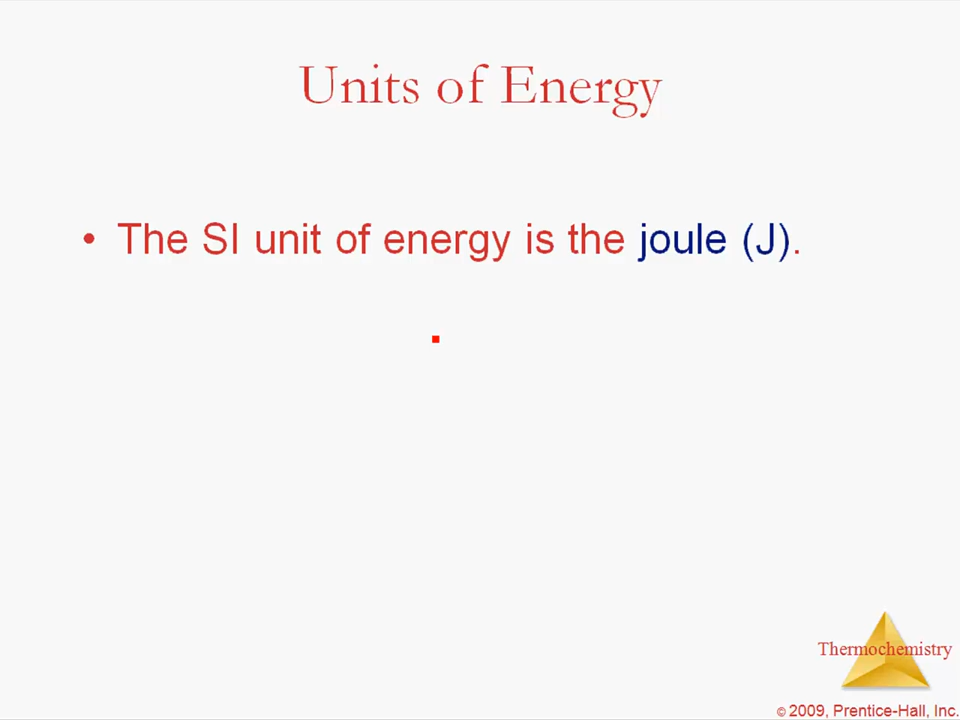 Units of Energy
• The SI unit of energy is the joule (J).
Thermochemistry
© 2009, Prentice-Hall, Inc.